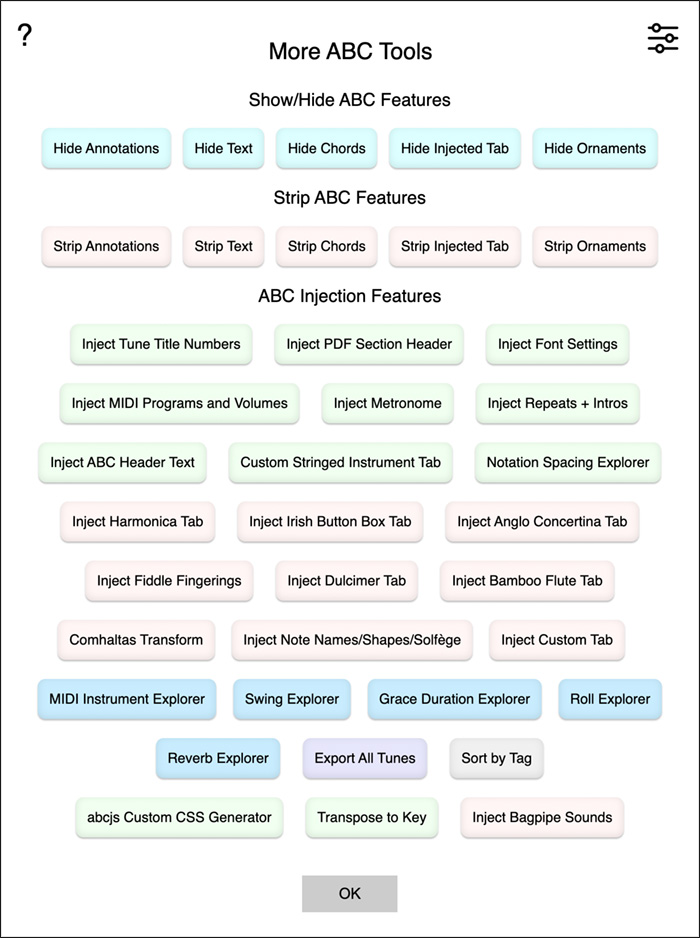 ?
More ABC Tools
Show/Hide ABC Features
Hide Annotations Hide Text Hide Chords Hide Injected Tab Hide Ornaments
Strip ABC Features
Strip Annotations Strip Text Strip Chords Strip Injected Tab Strip Ornaments
ABC Injection Features
Inject Tune Title Numbers Inject PDF Section Header Inject Font Settings
Inject MIDI Programs and Volumes Inject Metronome Inject Repeats + Intros
Inject ABC Header Text Custom Stringed Instrument Tab Notation Spacing Explorer
Inject Harmonica Tab Inject Irish Button Box Tab Inject Anglo Concertina Tab
Inject Fiddle Fingerings Inject Dulcimer Tab Inject Bamboo Flute Tab
Comhaltas Transform Inject Note Names/Shapes/Solfège Inject Custom Tab
MIDI Instrument Explorer Swing Explorer Grace Duration Explorer Roll Explorer
Reverb Explorer Export All Tunes Sort by Tag
abcjs Custom CSS Generator Transpose to Key Inject Bagpipe Sounds
OK